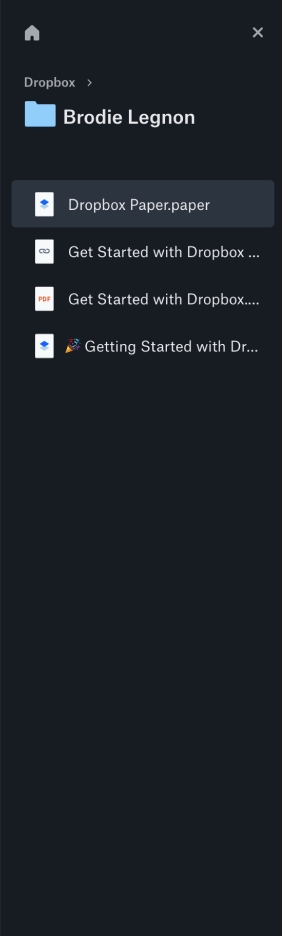 Dropbox
Brodie Legnon
Dropbox Paper.paper
Get Started with Dropbox ...
PDF
Get Started with Dropbox....
🎉 Getting Started with Dr...